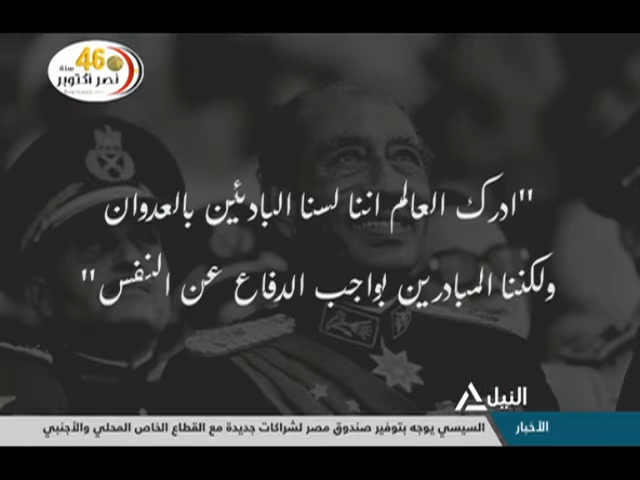 46 سنة
نصر أكتوبر
"ادرك العالم اننا لسنا البادئين بالعدوان
ولكننا المبادرين بواجب الدفاع عن النفس"
النيل
الأخبار
السيسي يوجه بتوفير صندوق مصر لشراكات جديدة مع القطاع الخاص المحلي والأجنبي